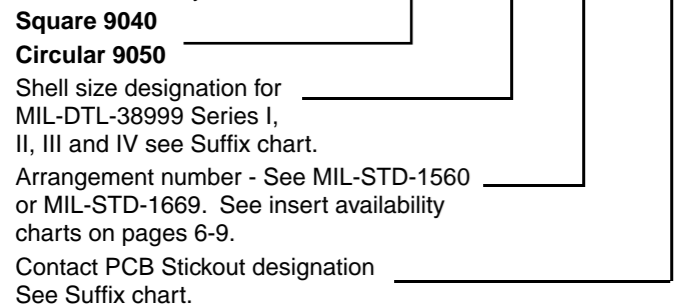 Square 9040
Circular 9050
Shell size designation for
MIL-DTL-38999 Series I,
II, III and IV see Suffix chart.
Arrangement number - See MIL-STD-1560
or MIL-STD-1669. See insert availability
charts on pages 6-9.
Contact PCB Stickout designation
See Suffix chart.